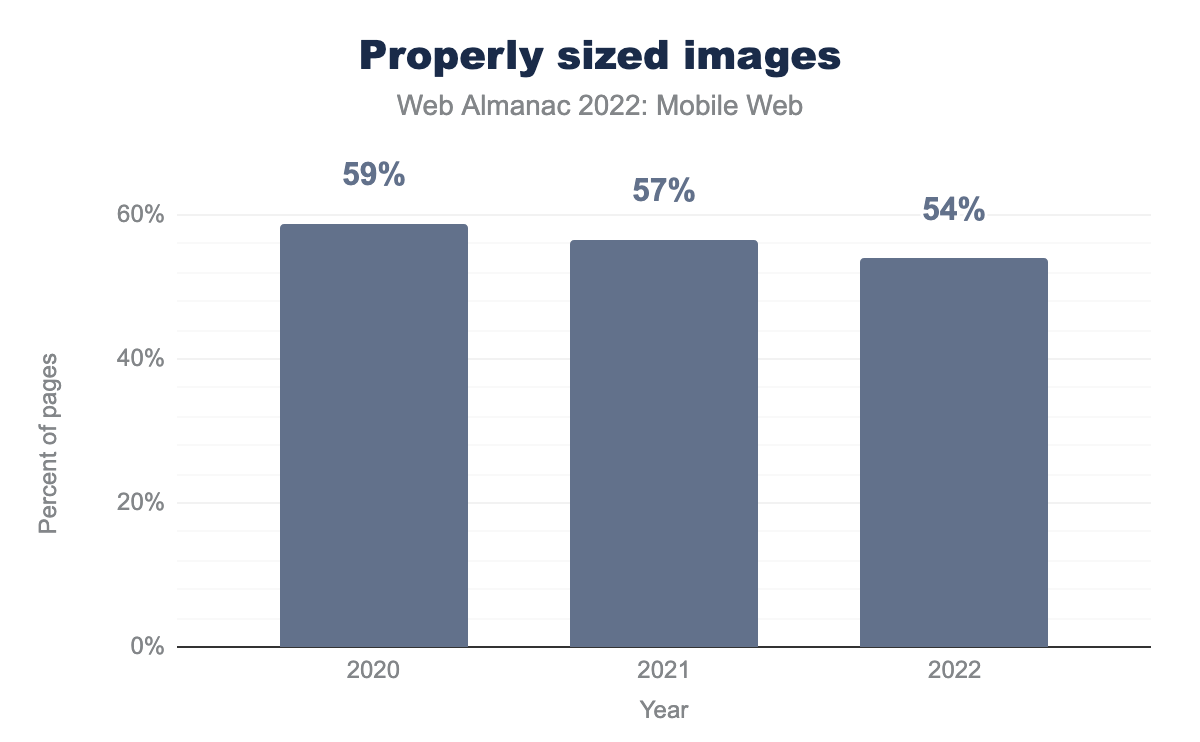 Properly sized images
Web Almanac 2022: Mobile Web
59%
57%
54%
60%
40%
20%
0%
Percent of pages
2020
2021
2022
Year